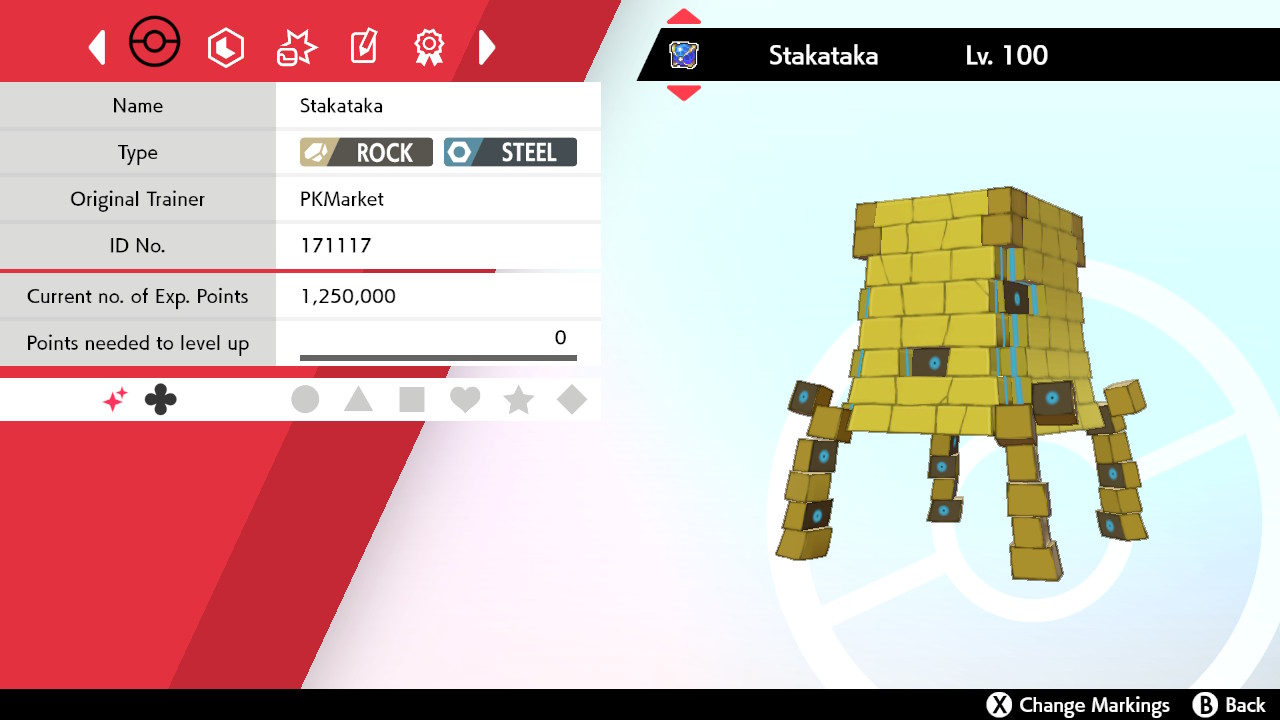 Stakataka Lv. 100
Name Stakataka
Type ROCK STEEL
Original Trainer PKMarket
ID No. 171117
Current no. of Exp. Points 1,250,000
Points needed to level up 0
X Change Markings B Back